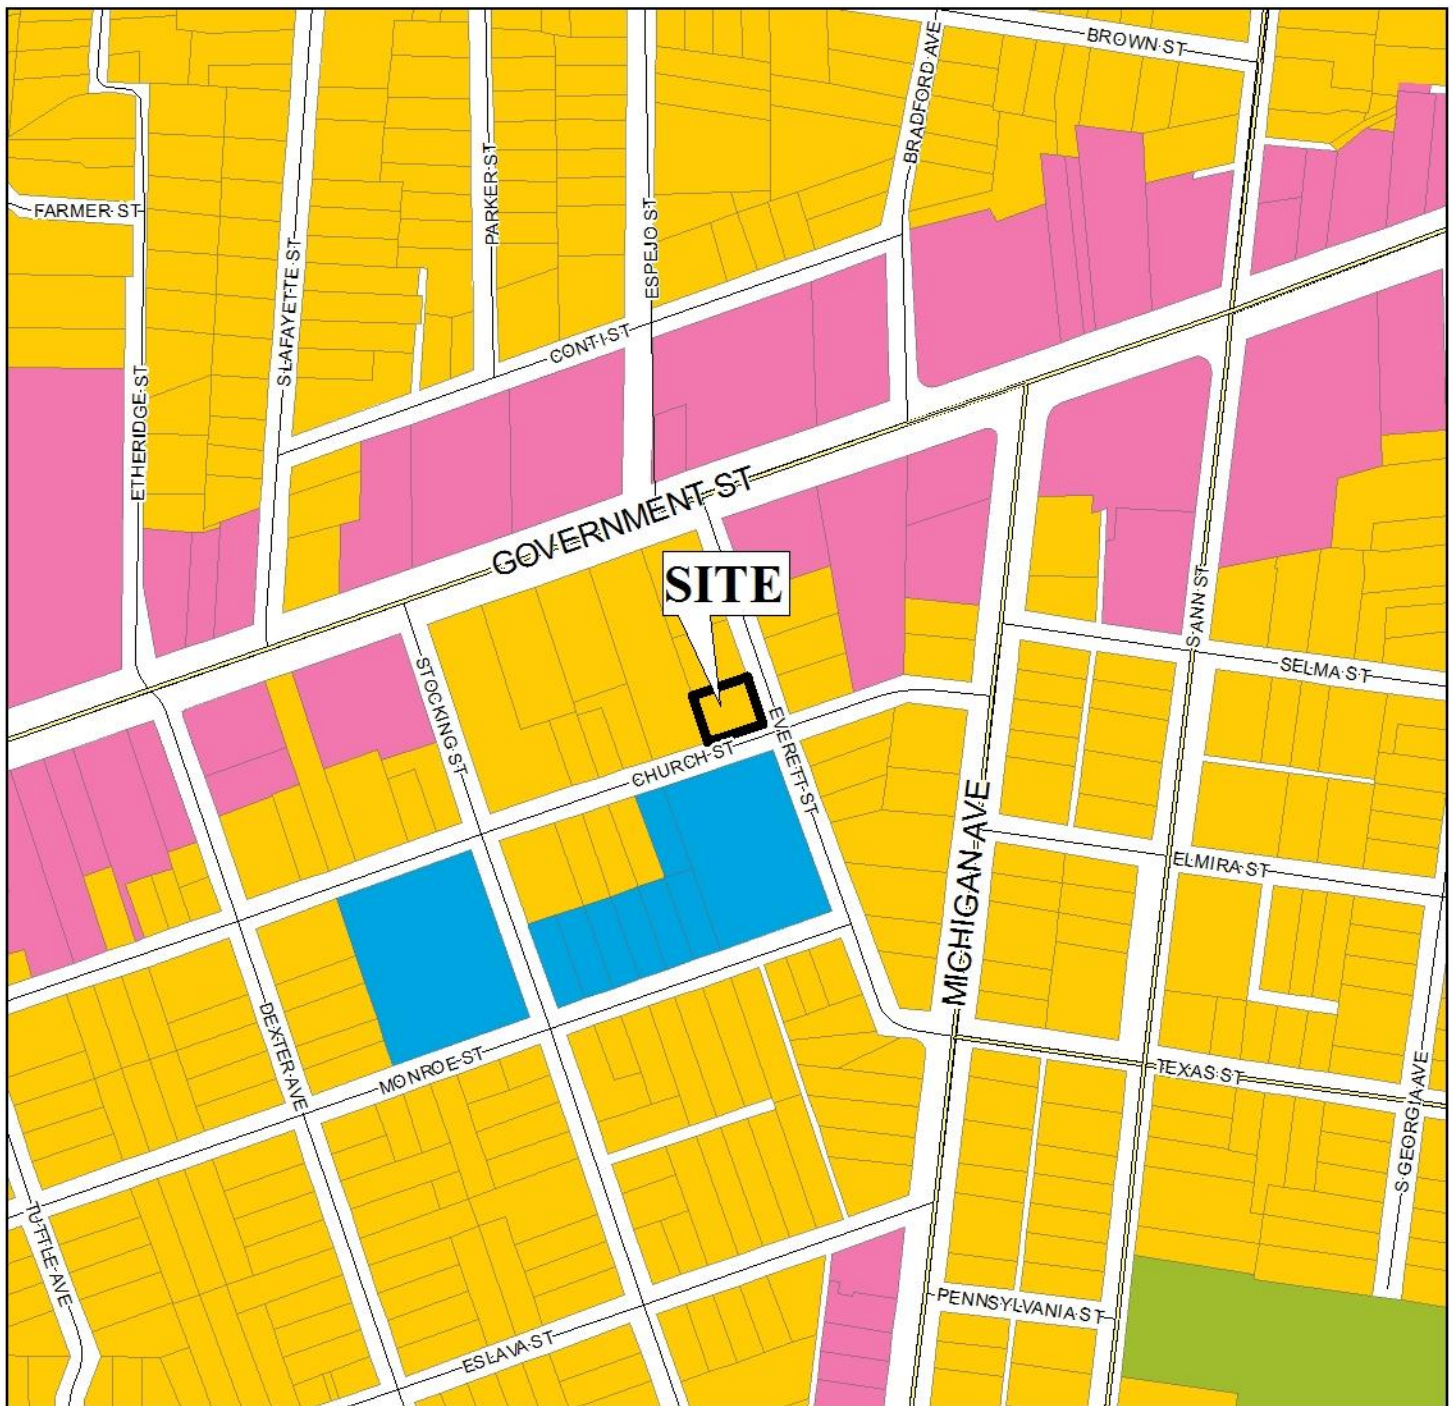 BROWN ST
BRADFORD AVE
PARKER ST
FARMER ST
ESPEJO ST
S LAFAYETTE ST
CONTI ST
ETHERIDGE ST
GOVERNMENT ST
SITE
S ANN ST
SELMA ST
STOCKING ST
EVERETT ST
CHURCH ST
MICHIGAN AVE
ELMIRA ST
DEXTER AVE
MONROE ST
TEXAS ST
S GEORGIA AVE
TUTTLE AVE
PENNSYLVANIA ST
ESLAVA ST